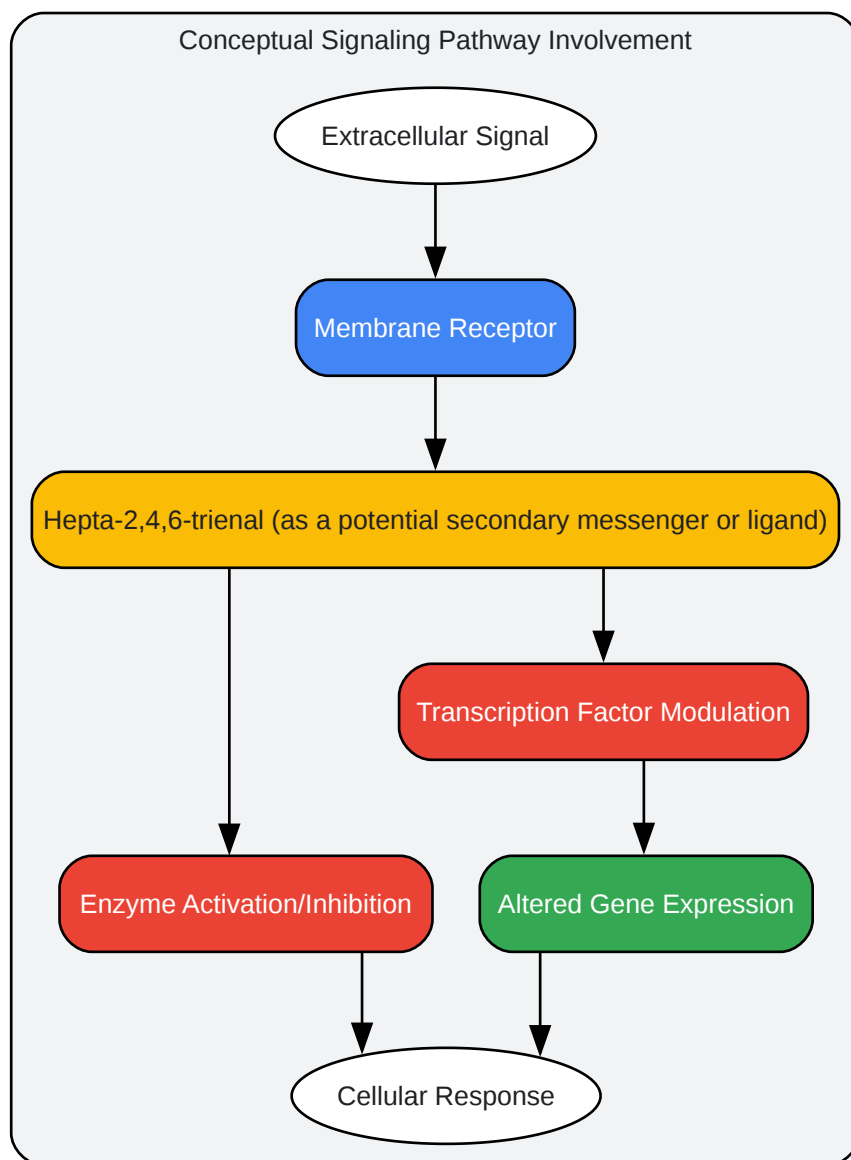 Conceptual Signaling Pathway Involvement
Extracellular Signal
Membrane Receptor
Hepta-2,4,6-trienal (as a potential secondary messenger or ligand)
Transcription Factor Modulation
Enzyme Activation/Inhibition
Altered Gene Expression
Cellular Response